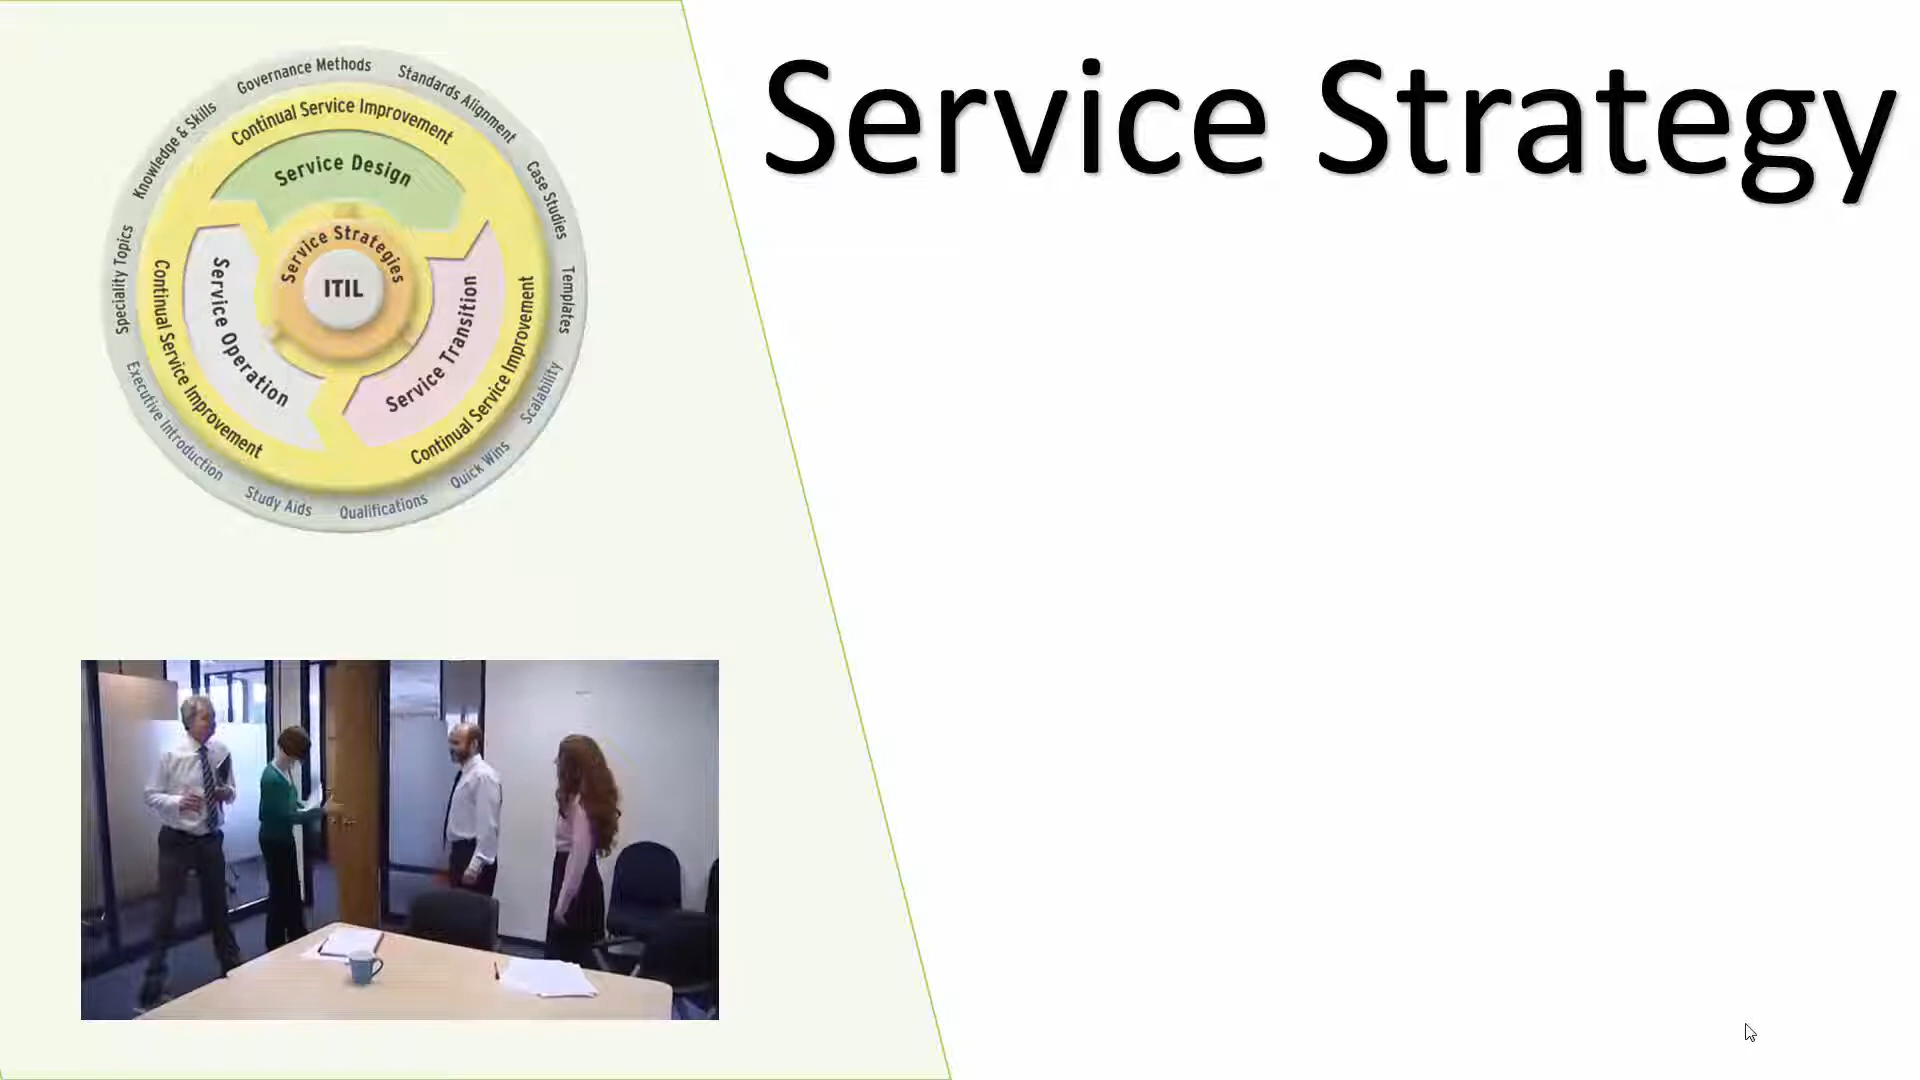 Service Strategy
Governance Methods
Standards Alignment
Case Studies
Templates
Scalability
Quick Wins
Qualifications
Study Aids
Executive Introduction
Speciality Topics
Knowledge & Skills
Continual Service Improvement
Continual Service Improvement
Continual Service Improvement
Service Design
Service Transition
Service Operation
Service Strategies
ITIL